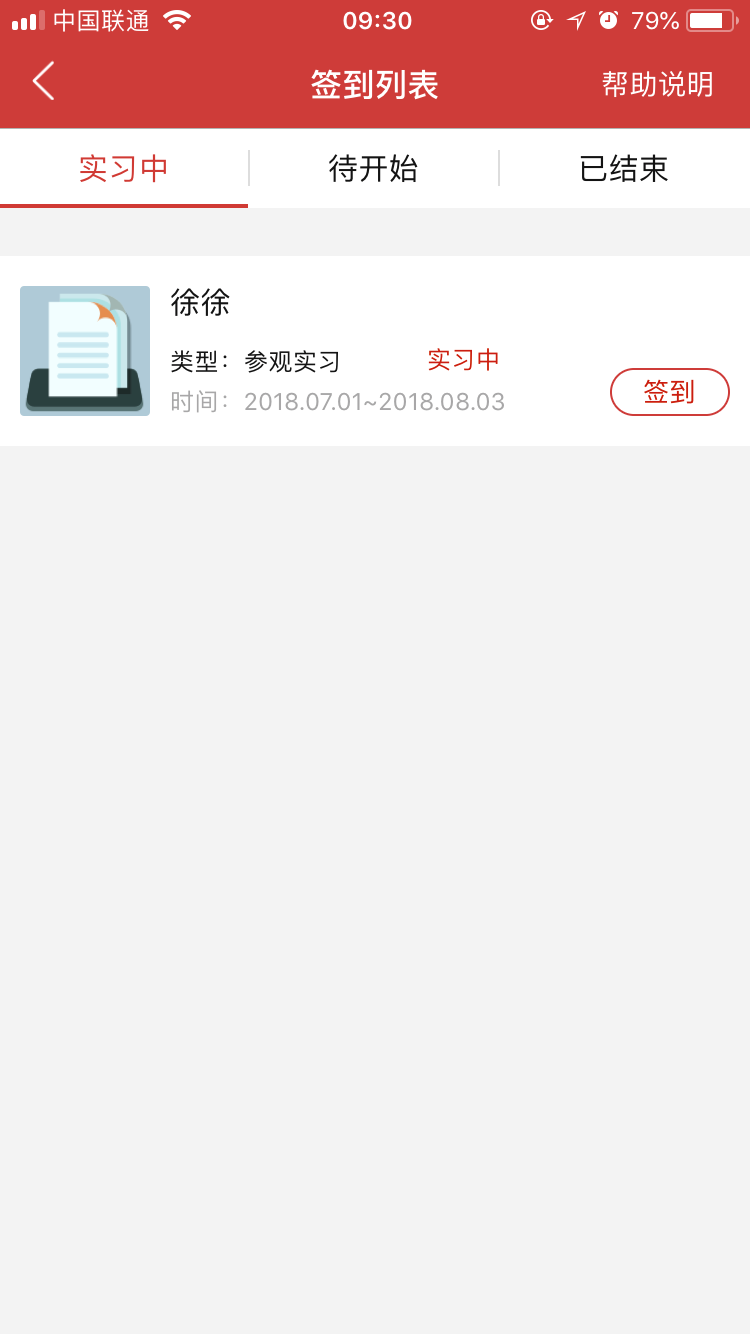 中国联通 09:30 79%
签到列表 帮助说明
实习中 待开始 已结束
徐徐
类型：参观实习 实习中
签到
时间：2018.07.01~2018.08.03